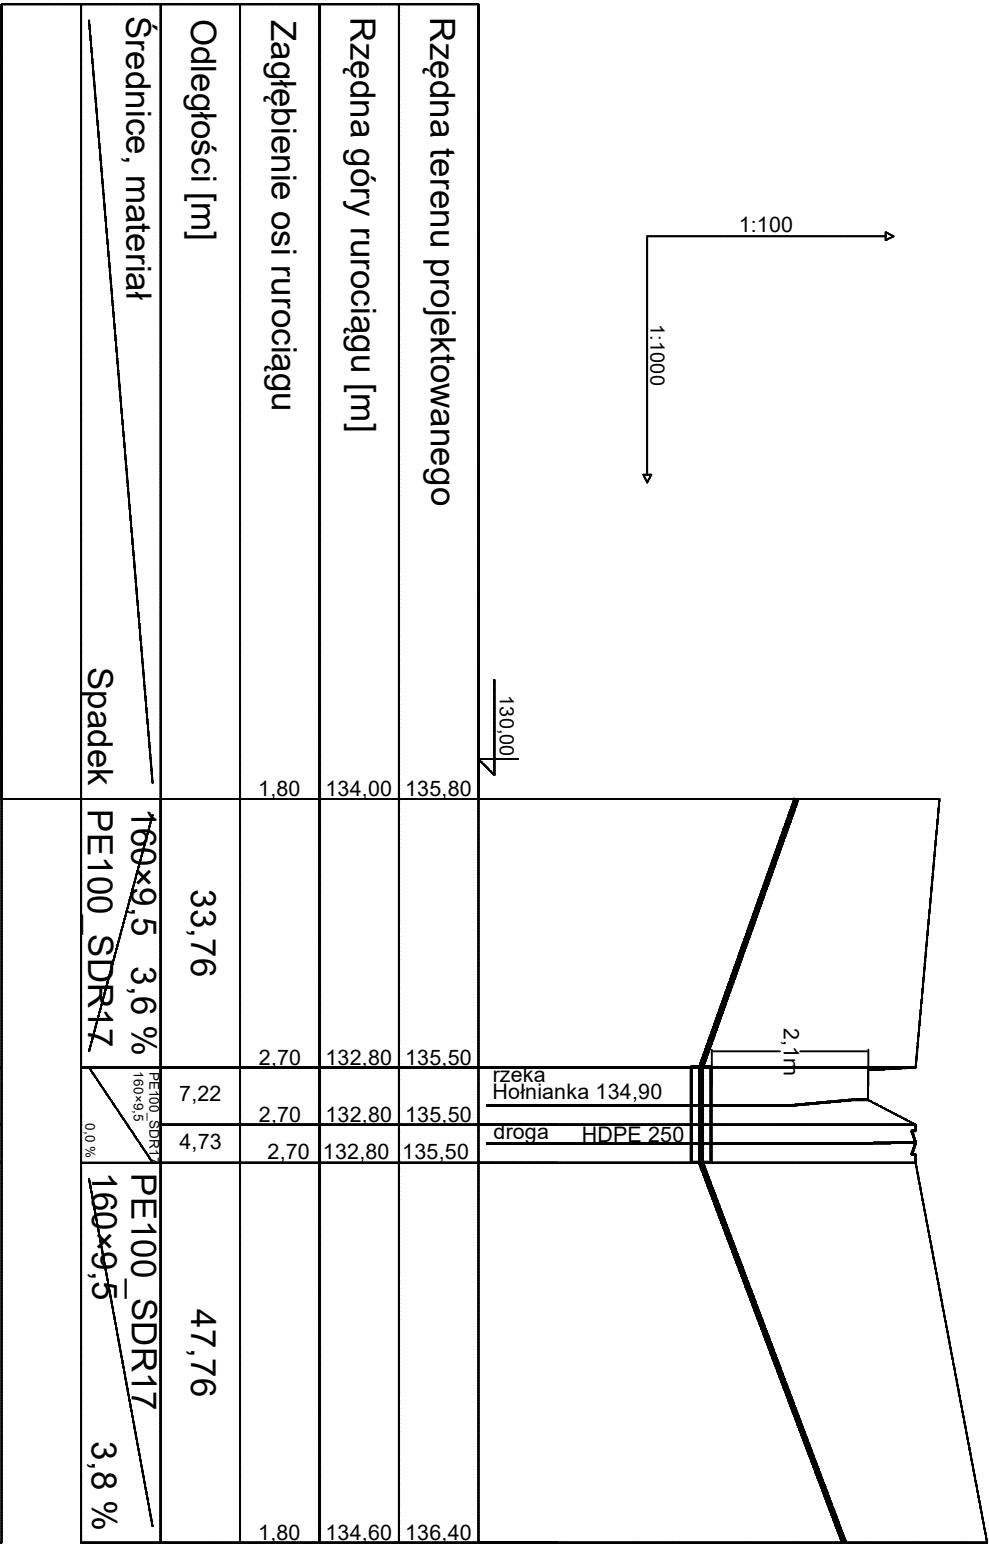 1:100
1:1000
130,00
2,1m
rzeka
Hołnianka 134,90
droga HDPE 250
Rzędna terenu projektowanego
135,80
135,50
135,50
135,50
136,40
Rzędna góry rurociągu [m]
134,00
132,80
132,80
132,80
134,60
Zagłębienie osi rurociągu
1,80
2,70
2,70
2,70
1,80
Odległości [m]
33,76
7,22
4,73
47,76
Średnice, materiał
Spadek
160×9,5 3,6 %
PE100_SDR17
PE100_SDR17
160×9,5
0,0 %
PE100_SDR17
160×9,5 3,8 %